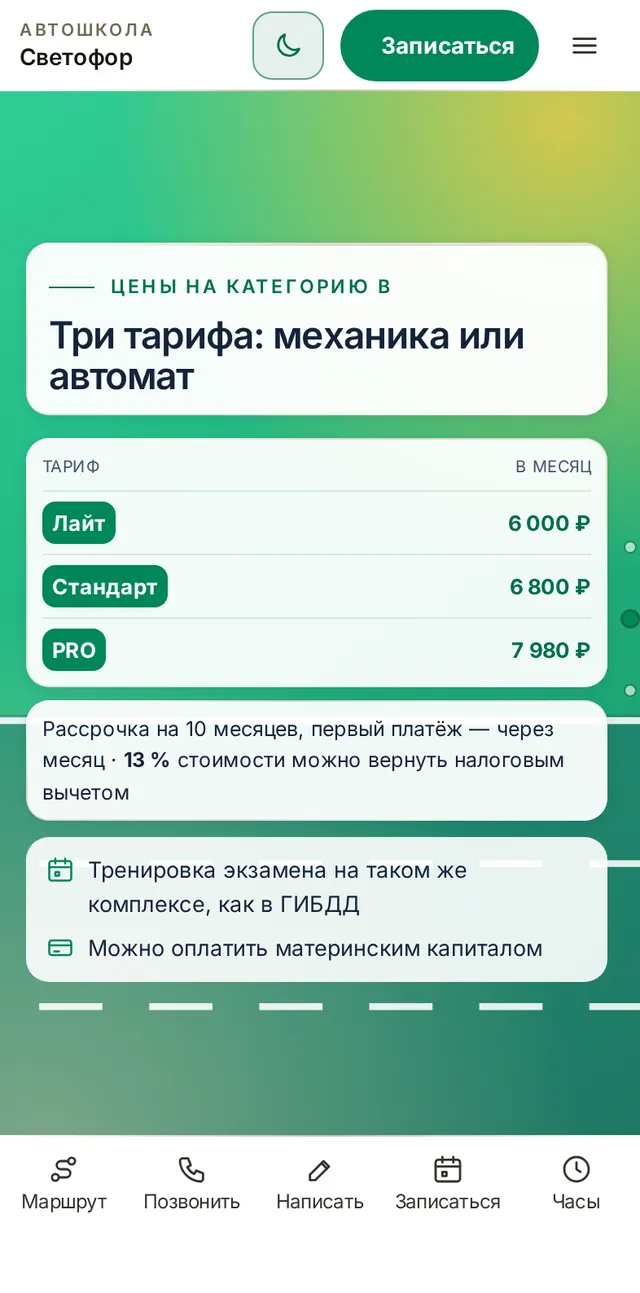 АВТОШКОЛА
Светофор
Записаться
ЦЕНЫ НА КАТЕГОРИЮ В
Три тарифа: механика или
автомат
ТАРИФ В МЕСЯЦ
Лайт 6 000 ₽
Стандарт 6 800 ₽
PRO 7 980 ₽
Рассрочка на 10 месяцев, первый платёж — через
месяц · 13 % стоимости можно вернуть налоговым
вычетом
Тренировка экзамена на таком же
комплексе, как в ГИБДД
Можно оплатить материнским капиталом
Маршрут Позвонить Написать Записаться Часы